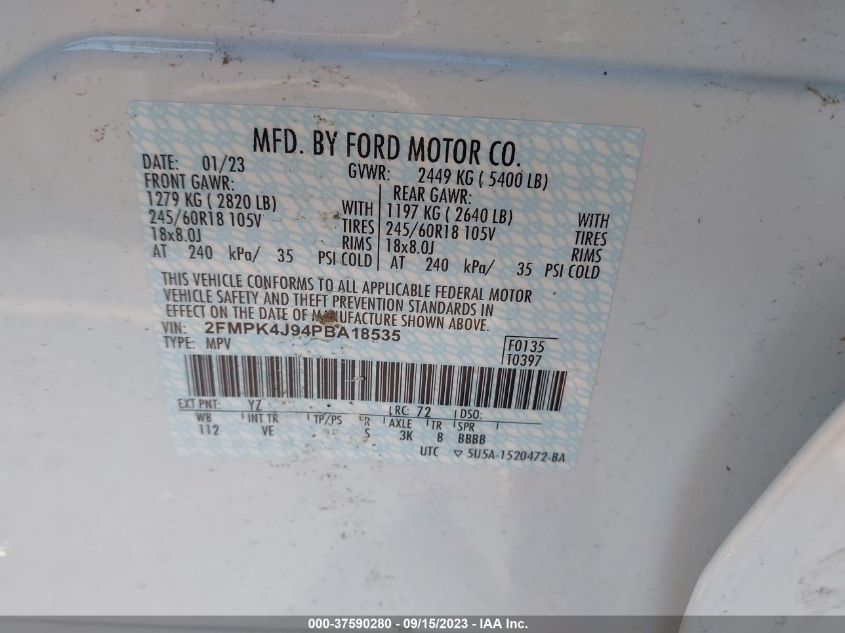 MFD. BY FORD MOTOR CO.
DATE: 01/23 GVWR: 2449 KG ( 5400 LB)
FRONT GAWR: REAR GAWR:
1279 KG ( 2820 LB) WITH 1197 KG ( 2640 LB) WITH
245/60R18 105V TIRES 245/60R18 105V TIRES
18x8.0J RIMS 18x8.0J RIMS
AT 240 kPa/ 35 PSI COLD AT 240 kPa/ 35 PSI COLD
THIS VEHICLE CONFORMS TO ALL APPLICABLE FEDERAL MOTOR
VEHICLE SAFETY AND THEFT PREVENTION STANDARDS IN
EFFECT ON THE DATE OF MANUFACTURE SHOWN ABOVE.
VIN: 2FMPK4J94PBA18535
TYPE: MPV
F0135
T0397
EXT PNT: YZ LRC: 72 DSO:
WB INT TR TP/PS R AXLE TR SPR
112 VE 5 3K 8 BBBB
UTC ▽ 5U5A-1520472-BA
000-37590280 - 09/15/2023 - IAA Inc.